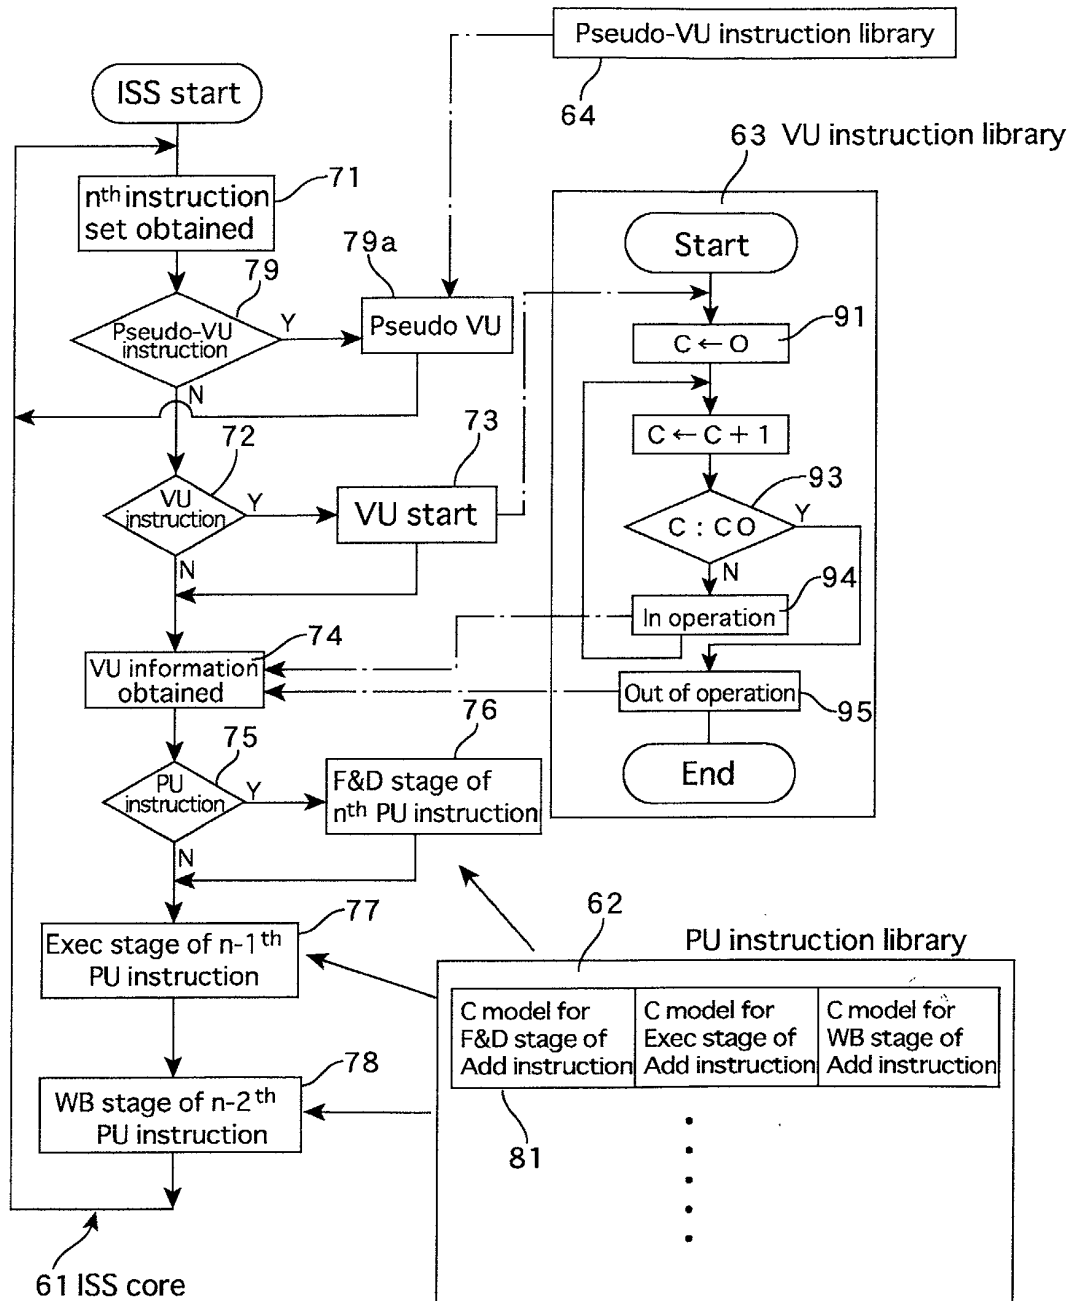 Pseudo-VU instruction library
64
ISS start
63 VU instruction library
71
nth instruction
set obtained
Start
79
79a
Pseudo-VU
instruction
Y
Pseudo VU
91
C ← O
N
C ← C + 1
72
73
93
VU
instruction
Y
VU start
C : CO
Y
N
N
94
In operation
74
VU information
obtained
Out of operation
95
76
75
End
PU
instruction
Y
F&D stage of
nth PU instruction
N
77
62
PU instruction library
Exec stage of n-1th
PU instruction
C model for
F&D stage of
Add instruction
C model for
Exec stage of
Add instruction
C model for
WB stage of
Add instruction
78
WB stage of n-2th
PU instruction
81
61 ISS core